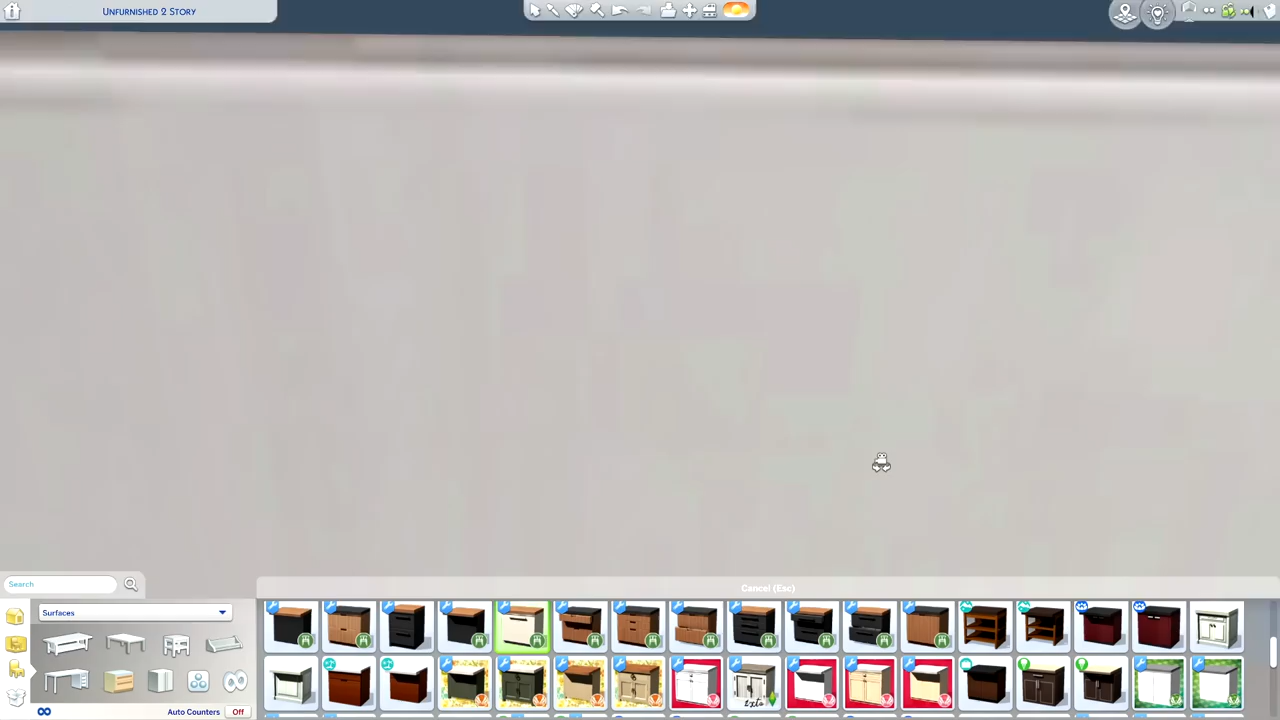 Unfurnished 2 Story
Cancel (Esc)
Search
Surfaces
Auto Counters Off